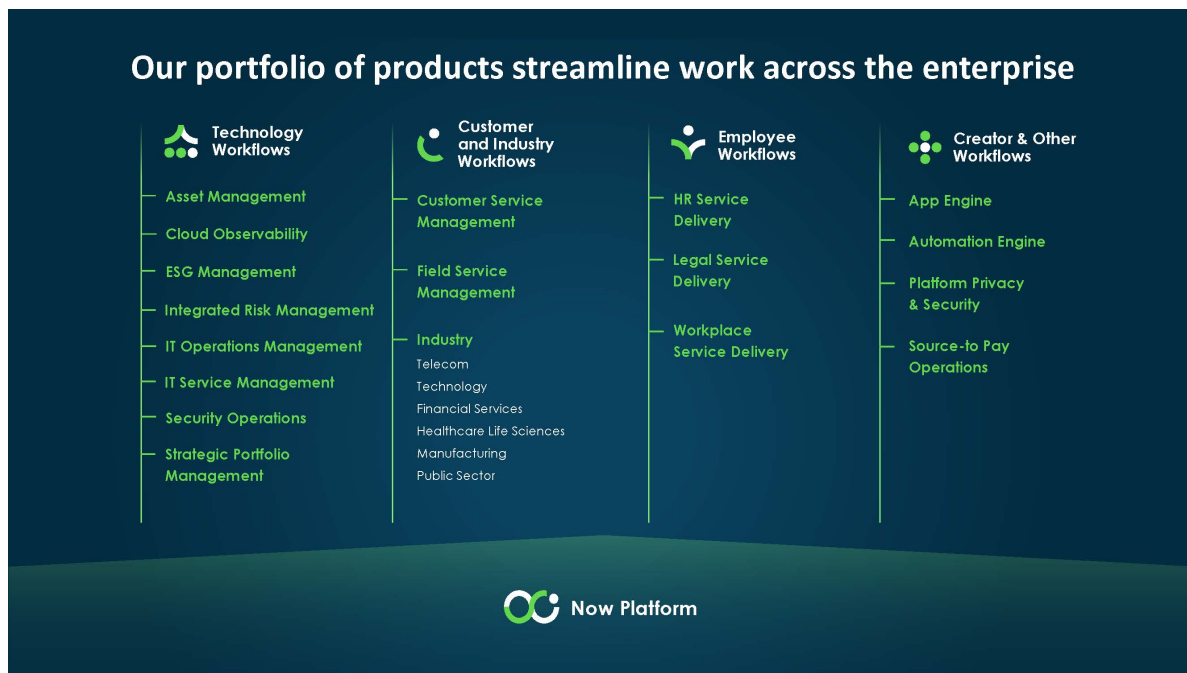 Our portfolio of products streamline work across the enterprise
Technology
Workflows
Asset Management
Cloud Observability
ESG Management
Integrated Risk Management
IT Operations Management
IT Service Management
Security Operations
Strategic Portfolio
Management
Customer
and Industry
Workflows
Customer Service
Management
Field Service
Management
Industry
Telecom
Technology
Financial Services
Healthcare Life Sciences
Manufacturing
Public Sector
Employee
Workflows
HR Service
Delivery
Legal Service
Delivery
Workplace
Service Delivery
Creator & Other
Workflows
App Engine
Automation Engine
Platform Privacy
& Security
Source-to Pay
Operations
Now Platform